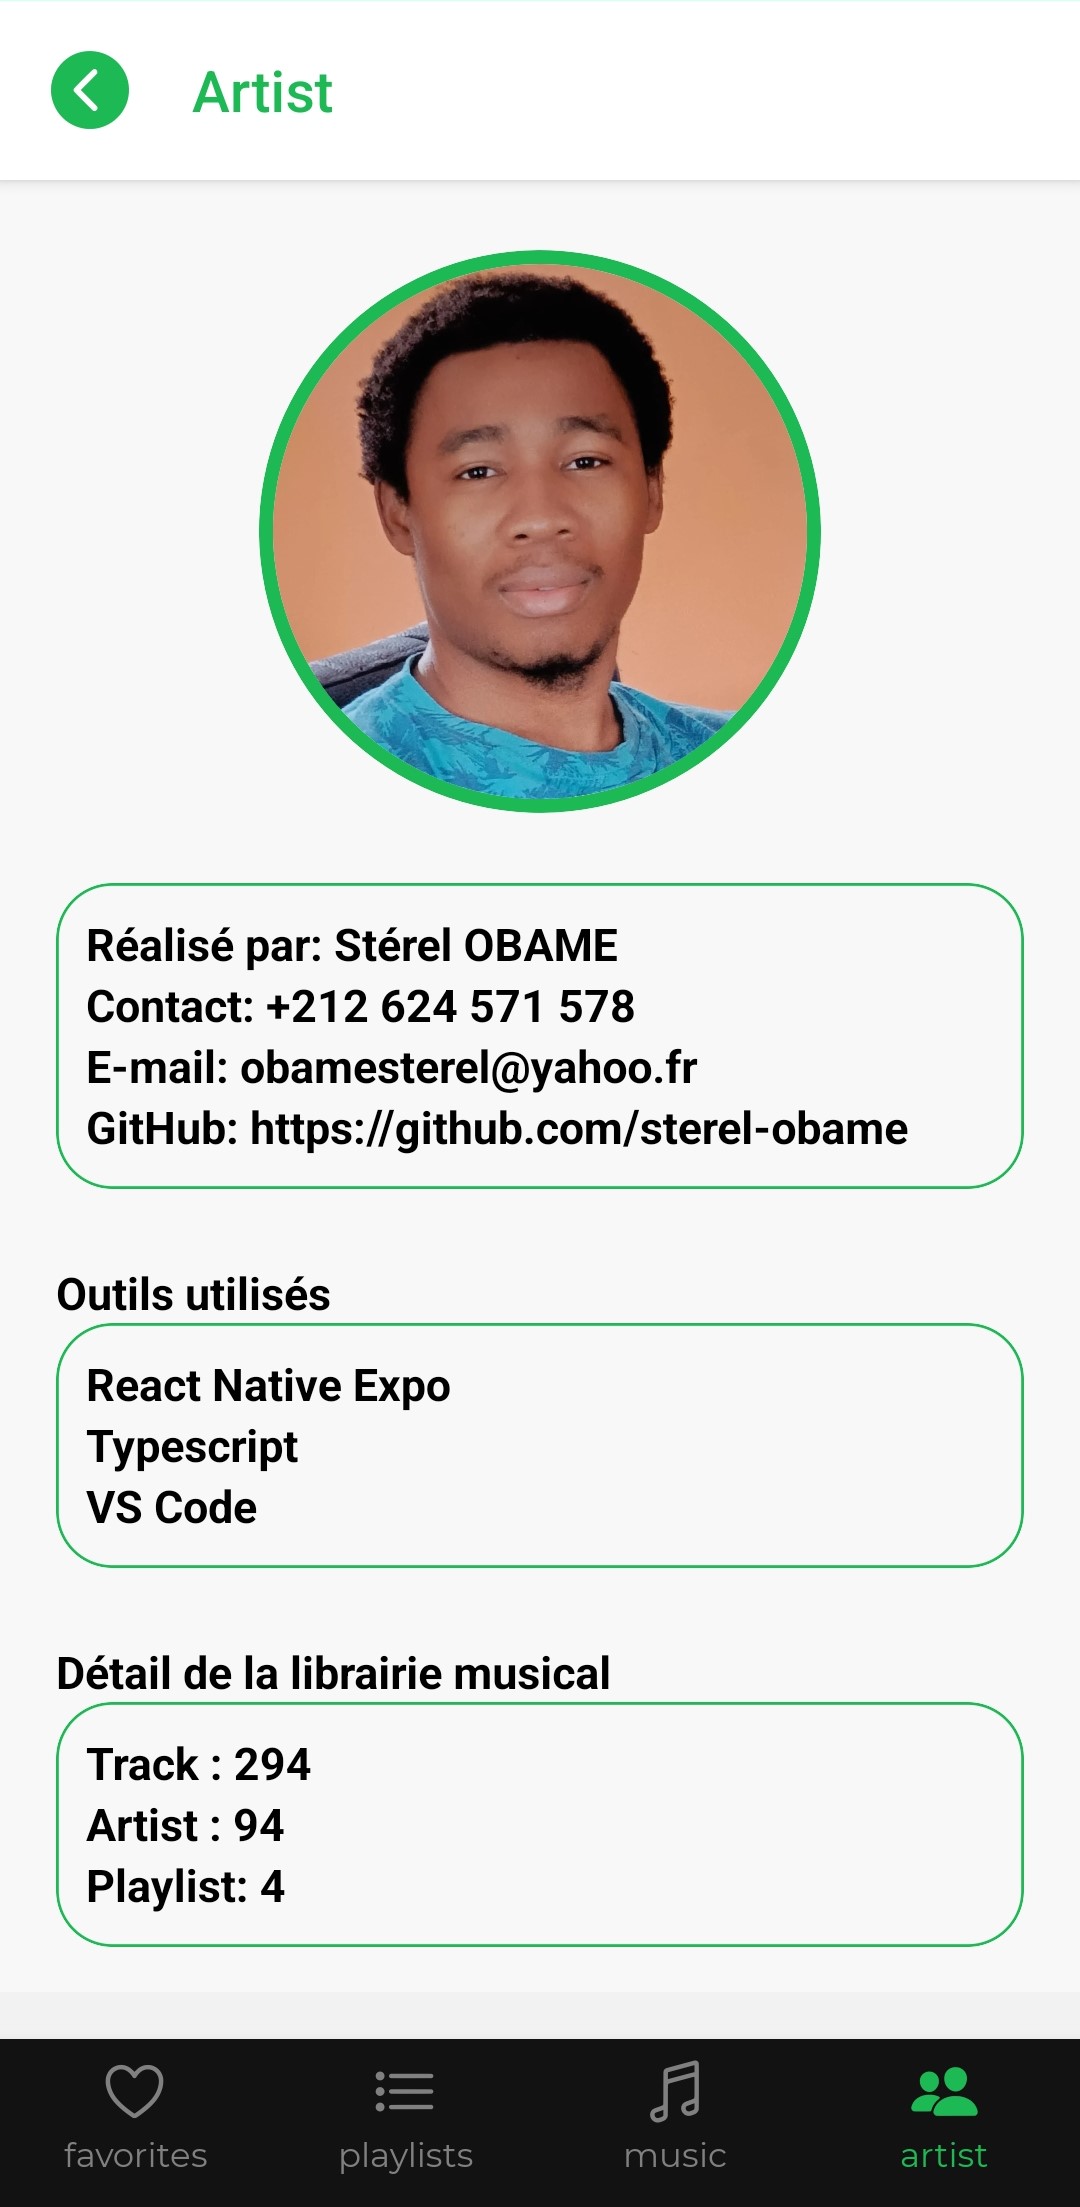 Artist
Réalisé par: Stérel OBAME
Contact: +212 624 571 578
E-mail: obamesterel@yahoo.fr
GitHub: https://github.com/sterel-obame
Outils utilisés
React Native Expo
Typescript
VS Code
Détail de la librairie musical
Track : 294
Artist : 94
Playlist: 4
favorites playlists music artist